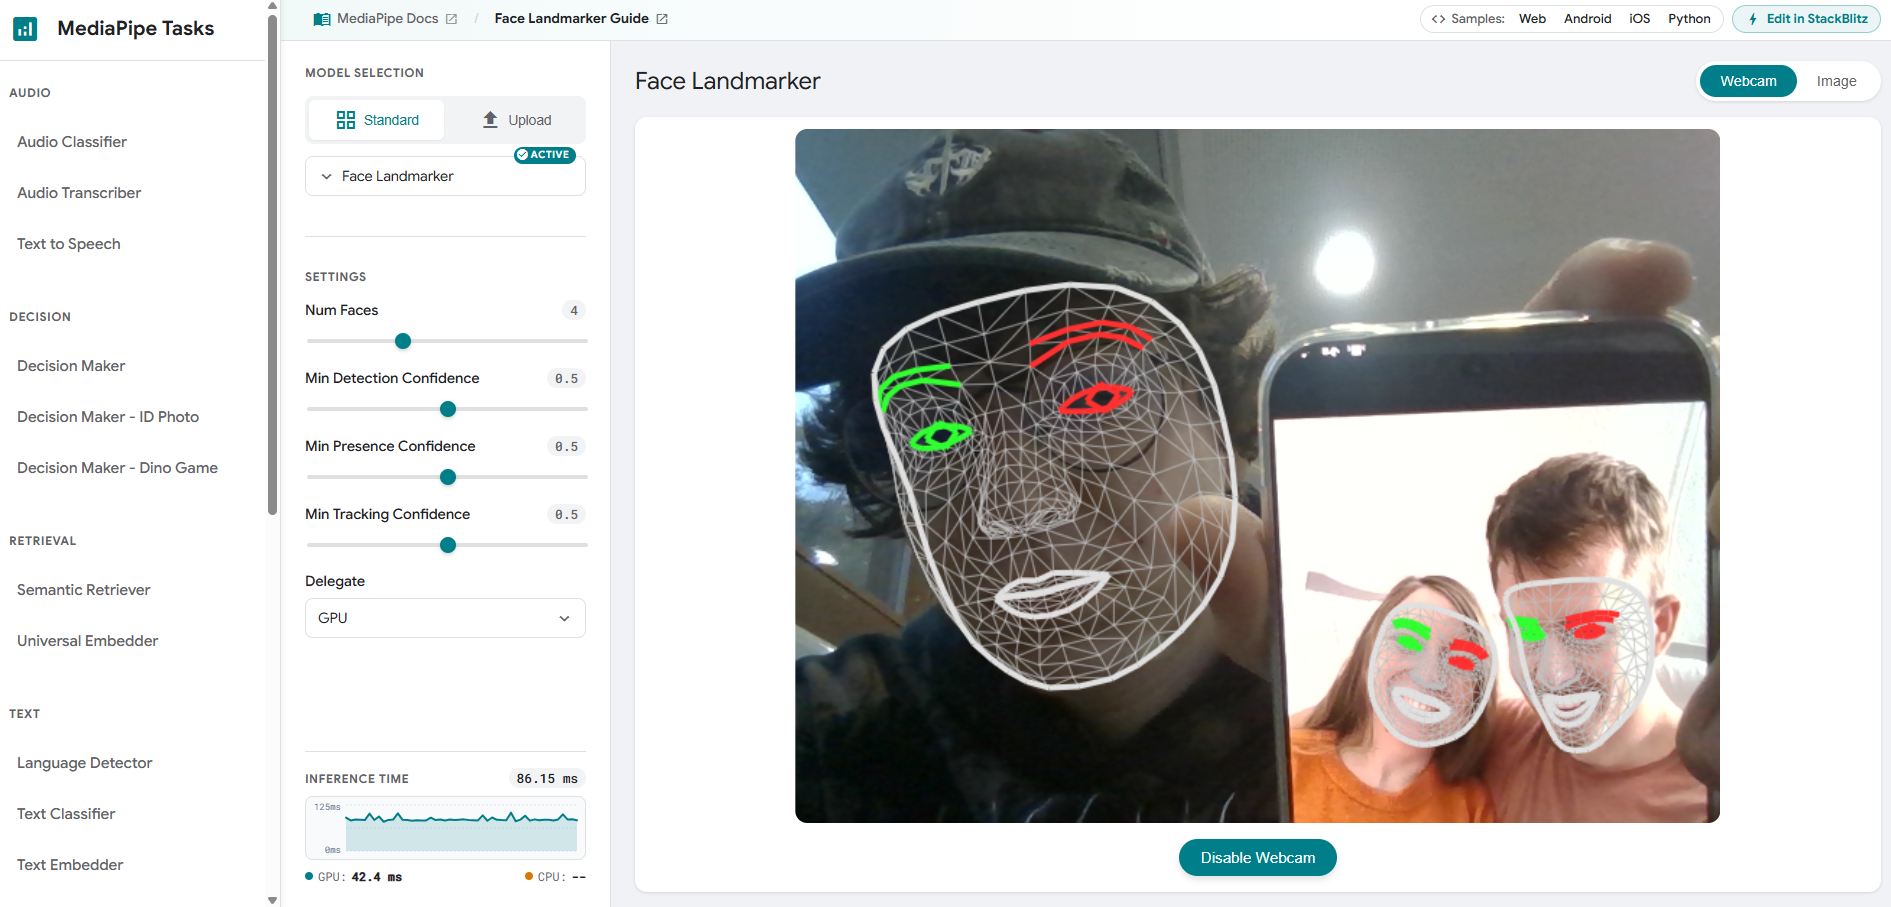 MediaPipe Tasks
AUDIO
Audio Classifier
Audio Transcriber
Text to Speech
DECISION
Decision Maker
Decision Maker - ID Photo
Decision Maker - Dino Game
RETRIEVAL
Semantic Retriever
Universal Embedder
TEXT
Language Detector
Text Classifier
Text Embedder
MediaPipe Docs / Face Landmarker Guide
<> Samples: Web Android iOS Python
Edit in StackBlitz
MODEL SELECTION
Standard Upload
ACTIVE
Face Landmarker
SETTINGS
Num Faces 4
Min Detection Confidence 0.5
Min Presence Confidence 0.5
Min Tracking Confidence 0.5
Delegate
GPU
INFERENCE TIME 86.15 ms
125ms
0ms
GPU: 42.4 ms CPU: --
Face Landmarker
Webcam Image
Disable Webcam